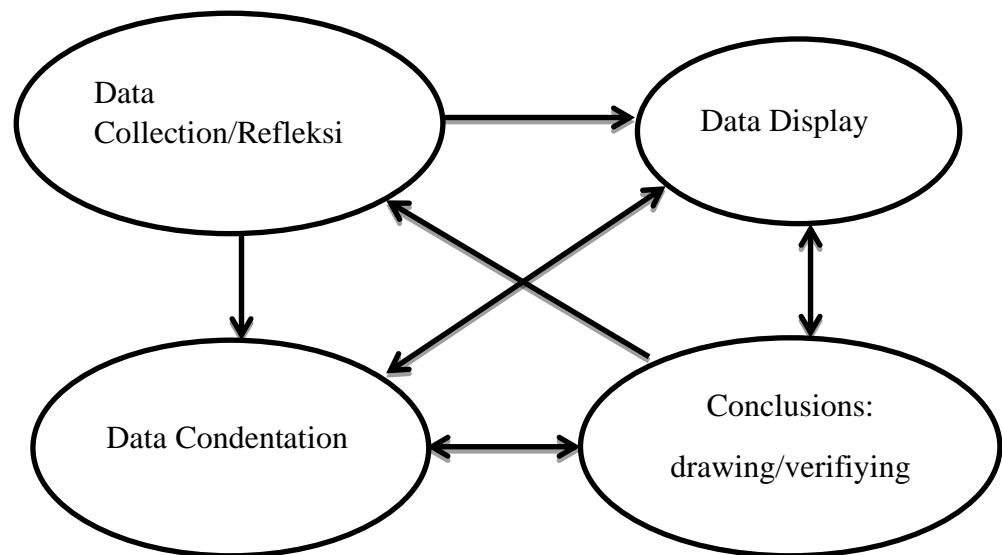 Data
Collection/Refleksi
Data Display
Data Condentation
Conclusions:
drawing/verifiying